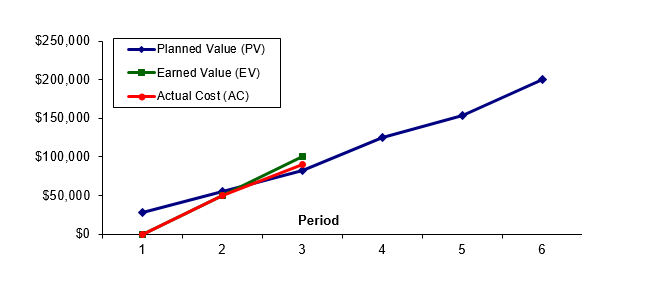 $250,000
$200,000
$150,000
$100,000
$50,000
$0
Planned Value (PV)
Earned Value (EV)
Actual Cost (AC)
Period
1 2 3 4 5 6